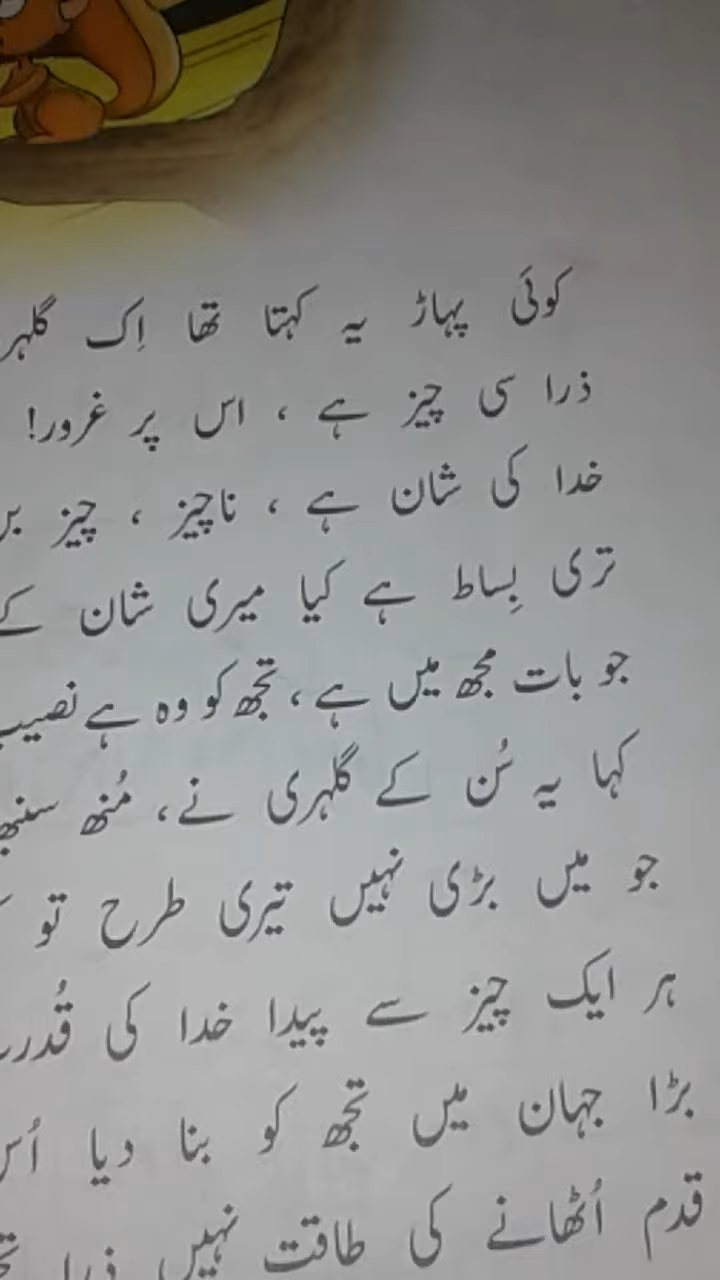 کوئی پہاڑ یہ کہتا تھا اِک
ذرا سی چیز ہے ، اس پر غرور!
خدا کی شان ہے ، ناچیز ، چیز
تری بِساط ہے کیا میری شان کے
جو بات مجھ میں ہے ، تجھ کو وہ ہے نصیب
کہا یہ سُن کے گلہری نے ، مُنھ
جو میں بڑی نہیں تیری طرح تو
ہر ایک چیز سے پیدا خدا کی
بڑا جہان میں تجھ کو بنا دیا
قدم اُٹھانے کی طاقت نہیں ذرا